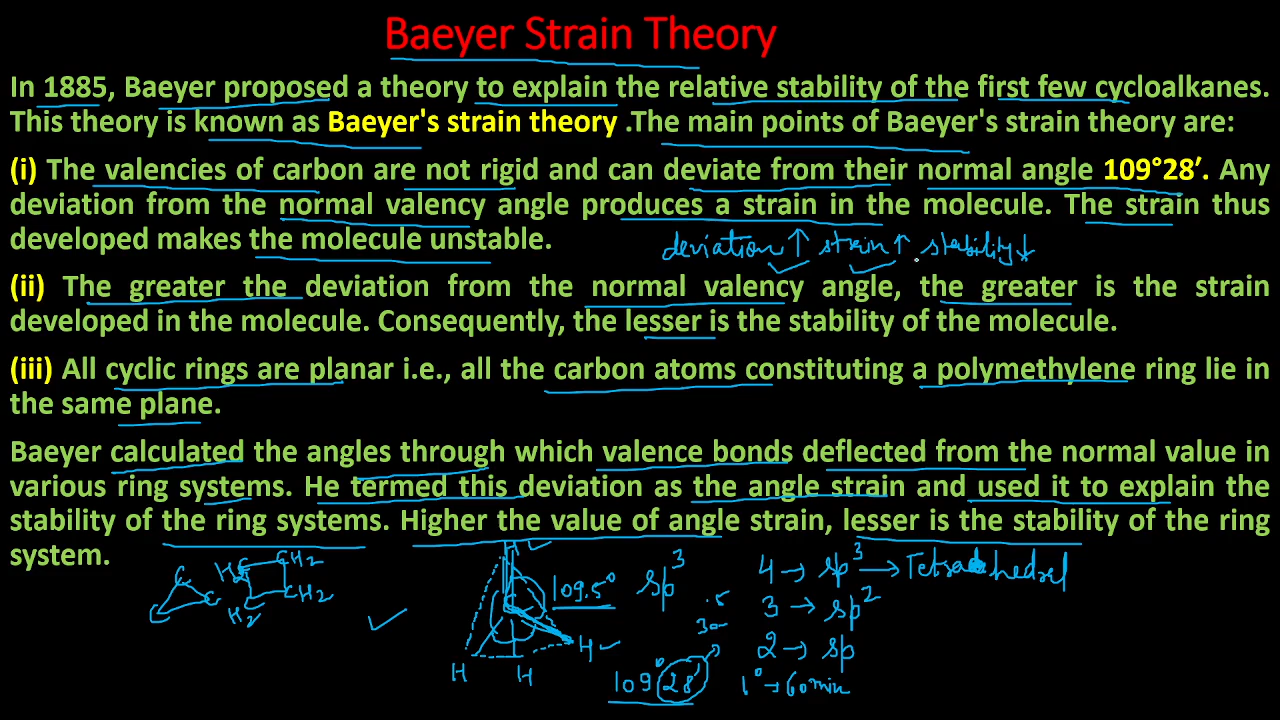 Baeyer Strain Theory
In 1885, Baeyer proposed a theory to explain the relative stability of the first few cycloalkanes.
This theory is known as Baeyer's strain theory .The main points of Baeyer's strain theory are:
(i) The valencies of carbon are not rigid and can deviate from their normal angle 109°28′. Any
deviation from the normal valency angle produces a strain in the molecule. The strain thus
developed makes the molecule unstable.
deviation ↑ strain ↑ . stability ↓
(ii) The greater the deviation from the normal valency angle, the greater is the strain
developed in the molecule. Consequently, the lesser is the stability of the molecule.
(iii) All cyclic rings are planar i.e., all the carbon atoms constituting a polymethylene ring lie in
the same plane.
Baeyer calculated the angles through which valence bonds deflected from the normal value in
various ring systems. He termed this deviation as the angle strain and used it to explain the
stability of the ring systems. Higher the value of angle strain, lesser is the stability of the ring
system.
C C C
H2C CH2
H2C CH2
H
H
H H
109.5° sp3
4 → sp3 → Tetrahedral
3 → sp2
.5
30
2 → sp
109°28' 1° → 60 min